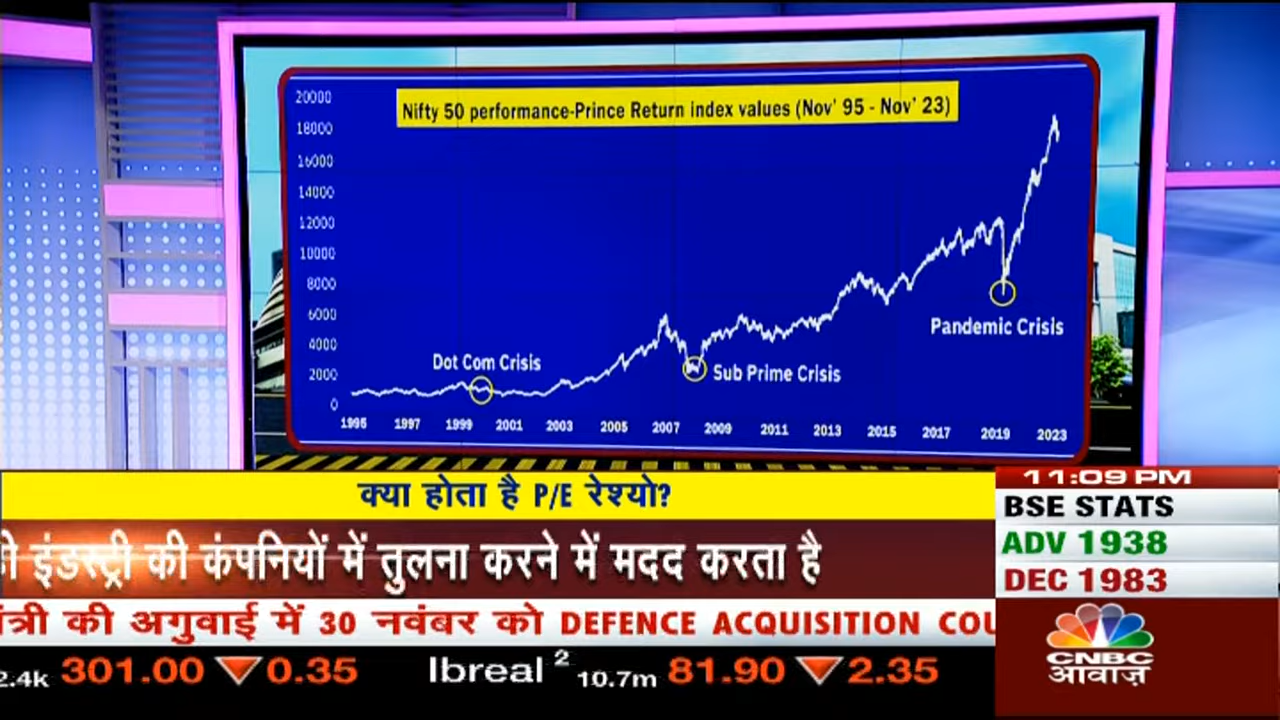 Nifty 50 performance-Prince Return index values (Nov' 95 - Nov' 23)
20000
18000
16000
14000
12000
10000
8000
6000
4000
2000
0
Dot Com Crisis
Sub Prime Crisis
Pandemic Crisis
1995 1997 1999 2001 2003 2005 2007 2009 2011 2013 2015 2017 2019 2023
क्या होता है P/E रेश्यो?
इंडस्ट्री की कंपनियों में तुलना करने में मदद करता है
की अगुवाई में 30 नवंबर को DEFENCE ACQUISITION COU
2.4k 301.00 ▼0.35 Ibreal 2 10.7m 81.90 ▼2.35
11:09 PM
BSE STATS
ADV 1938
DEC 1983
CNBC
आवाज़